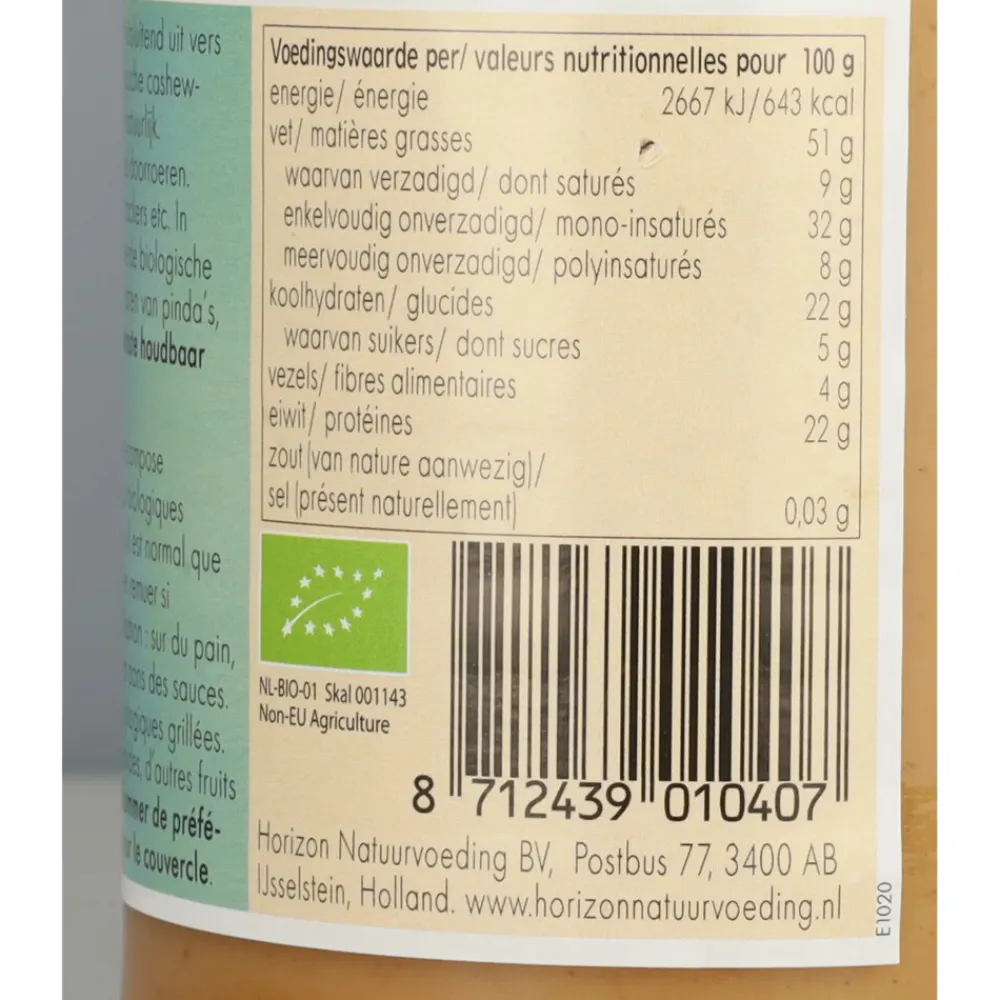 uit vers
cashew-
doorroeren.
etc. In
biologische
van pinda's,
houdbaar
est normal que
si
: sur du pain,
des sauces.
grillées.
d'autres fruits
de préfé-
le couvercle.
Voedingswaarde per/ valeurs nutritionnelles pour 100 g
energie/ énergie 2667 kJ/643 kcal
vet/ matières grasses 51 g
waarvan verzadigd/ dont saturés 9 g
enkelvoudig onverzadigd/ mono-insaturés 32 g
meervoudig onverzadigd/ polyinsaturés 8 g
koolhydraten/ glucides 22 g
waarvan suikers/ dont sucres 5 g
vezels/ fibres alimentaires 4 g
eiwit/ protéines 22 g
zout (van nature aanwezig)/
sel (présent naturellement) 0,03 g
NL-BIO-01 Skal 001143
Non-EU Agriculture
8 712439 010407
Horizon Natuurvoeding BV, Postbus 77, 3400 AB
IJsselstein, Holland. www.horizonnatuurvoeding.nl
E1020